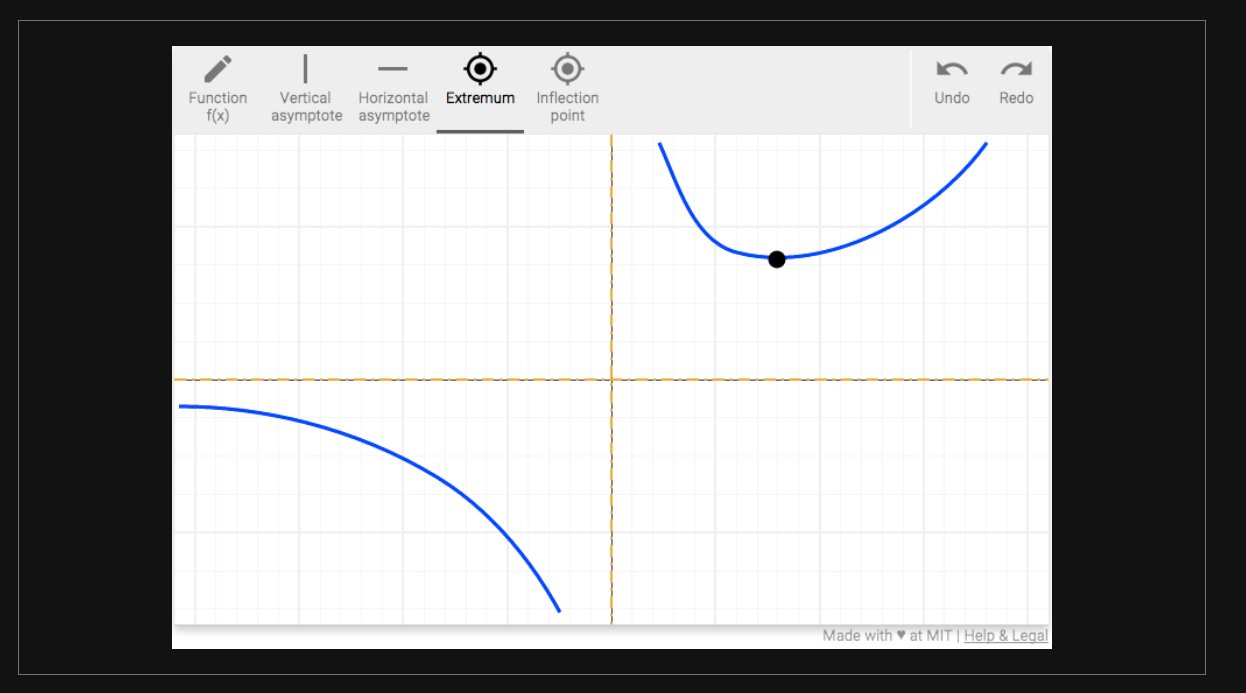 Function
f(x)
Vertical
asymptote
Horizontal
asymptote
Extremum
Inflection
point
Undo
Redo
Made with ♥ at MIT | Help & Legal